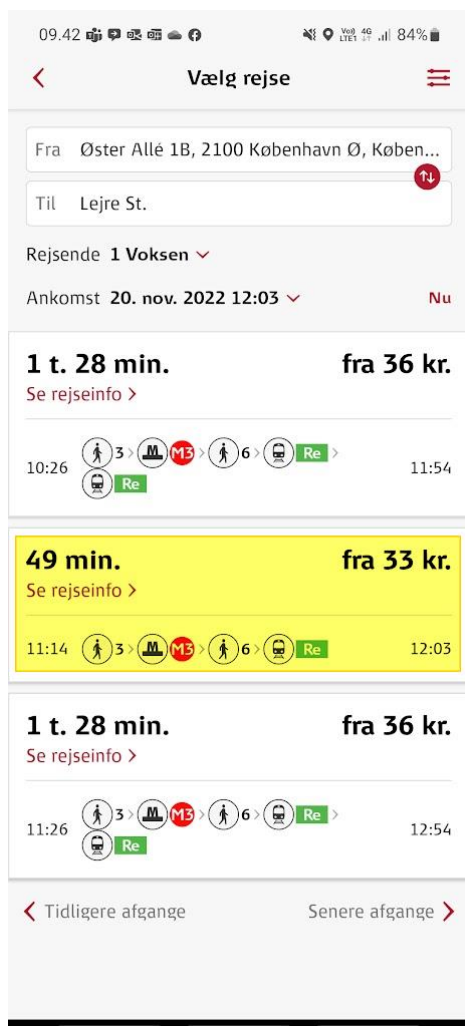 09.42 Vo)) LTE1 4G 84%
Vælg rejse
Fra Øster Allé 1B, 2100 København Ø, Køben...
Til Lejre St.
Rejsende 1 Voksen
Ankomst 20. nov. 2022 12:03 Nu
1 t. 28 min. fra 36 kr.
Se rejseinfo >
10:26 3 > M M3 > 6 > Re > 11:54
Re
49 min. fra 33 kr.
Se rejseinfo >
11:14 3 > M M3 > 6 > Re 12:03
1 t. 28 min. fra 36 kr.
Se rejseinfo >
11:26 3 > M M3 > 6 > Re > 12:54
Re
Tidligere afgange Senere afgange